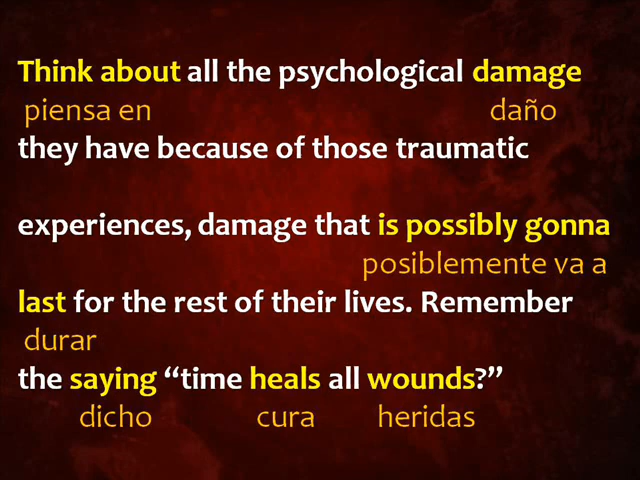 Think about all the psychological damage
piensa en daño
they have because of those traumatic
experiences, damage that is possibly gonna
posiblemente va a
last for the rest of their lives. Remember
durar
the saying “time heals all wounds?”
dicho cura heridas